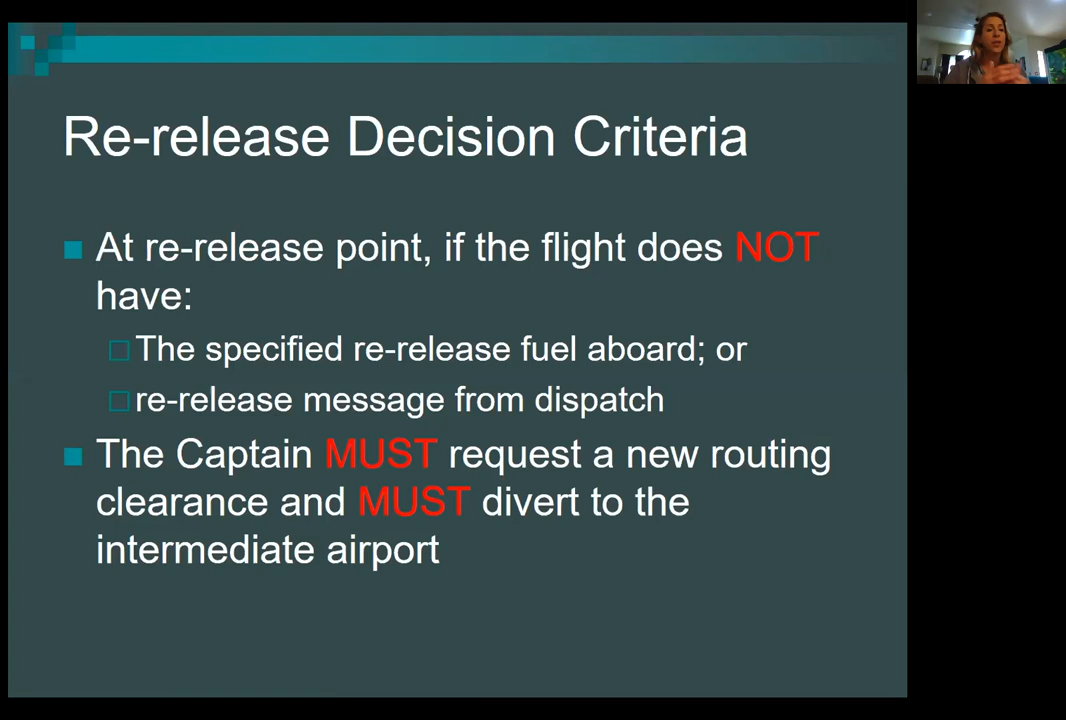 Re-release Decision Criteria
At re-release point, if the flight does NOT
have:
The specified re-release fuel aboard; or
re-release message from dispatch
The Captain MUST request a new routing
clearance and MUST divert to the
intermediate airport